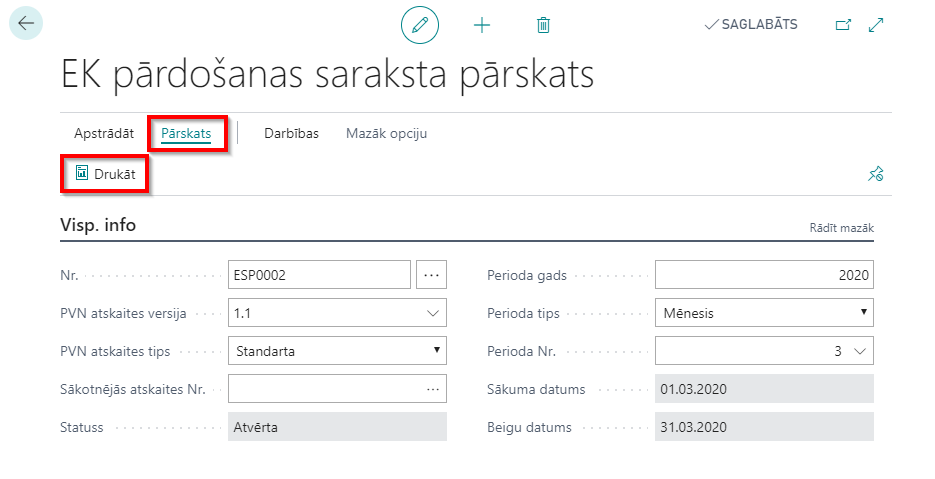 SAGLABĀTS
EK pārdošanas saraksta pārskats
Apstrādāt Pārskats Darbības Mazāk opciju
Drukāt
Visp. info Rādīt mazāk
Nr. ESP0002 ... Perioda gads 2020
PVN atskaites versija 1.1 Perioda tips Mēnesis
PVN atskaites tips Standarta Perioda Nr. 3
Sākotnējās atskaites Nr. ... Sākuma datums 01.03.2020
Statuss Atvērta Beigu datums 31.03.2020